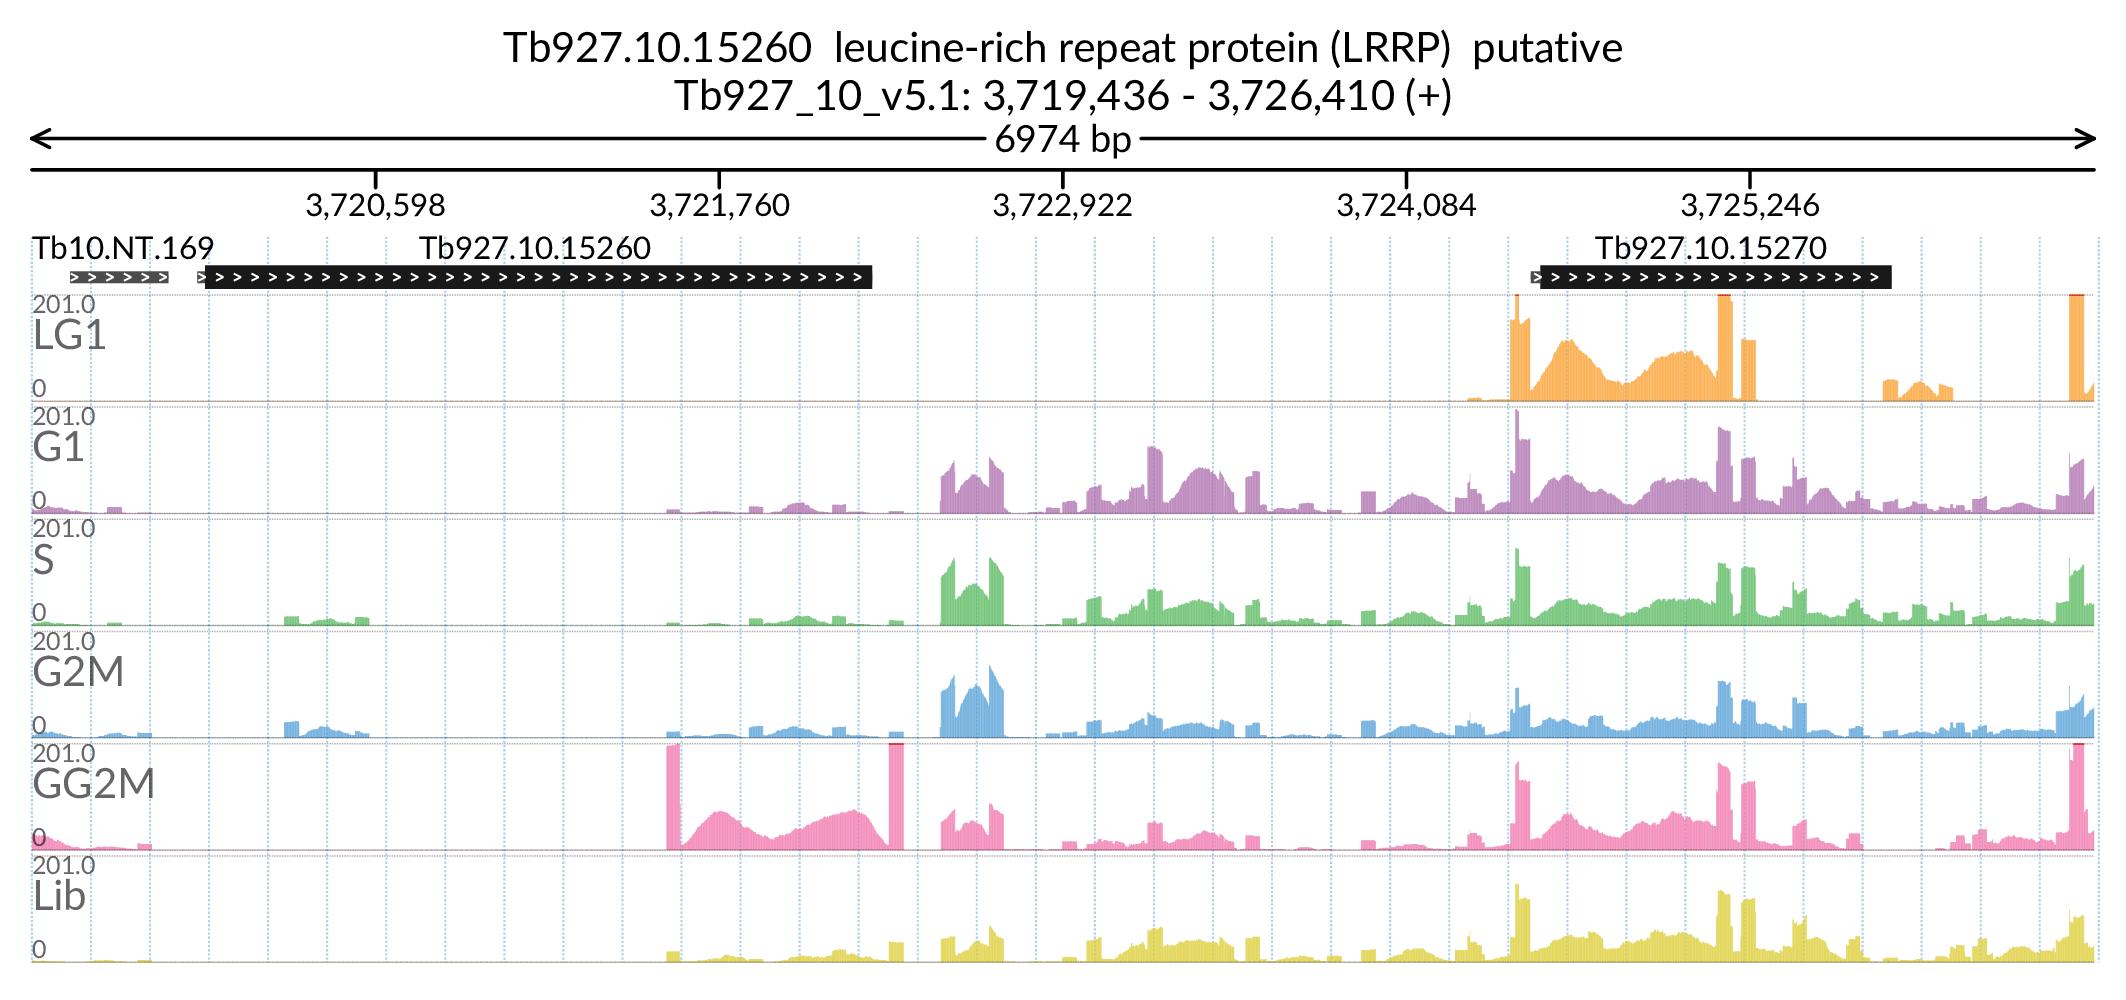 Tb927.10.15260  leucine-rich repeat protein (LRRP)  putative
Tb927_10_v5.1: 3,719,436 - 3,726,410 (+)
6974 bp
3,720,598 3,721,760 3,722,922 3,724,084 3,725,246
Tb10.NT.169 Tb927.10.15260 Tb927.10.15270
201.0
LG1
0
201.0
G1
0
201.0
S
0
201.0
G2M
0
201.0
GG2M
0
201.0
Lib
0